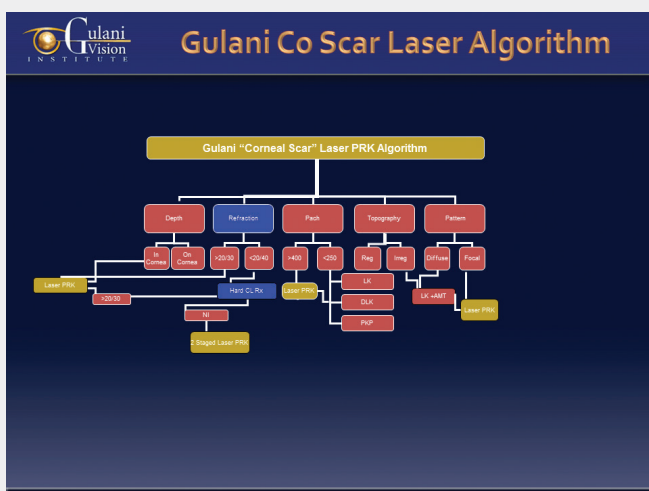 Gulani
Vision
INSTITUTE
Gulani Co Scar Laser Algorithm
Gulani “Corneal Scar” Laser PRK Algorithm
Depth
Refraction
Pach
Topography
Pattern
In
Cornea
On
Cornea
>20/30
<20/40
>400
<250
Reg
Irreg
Diffuse
Focal
Laser PRK
>20/30
Hard CL Rx
Laser PRK
LK
LK +AMT
DLK
Laser PRK
NI
PKP
2 Staged Laser PRK